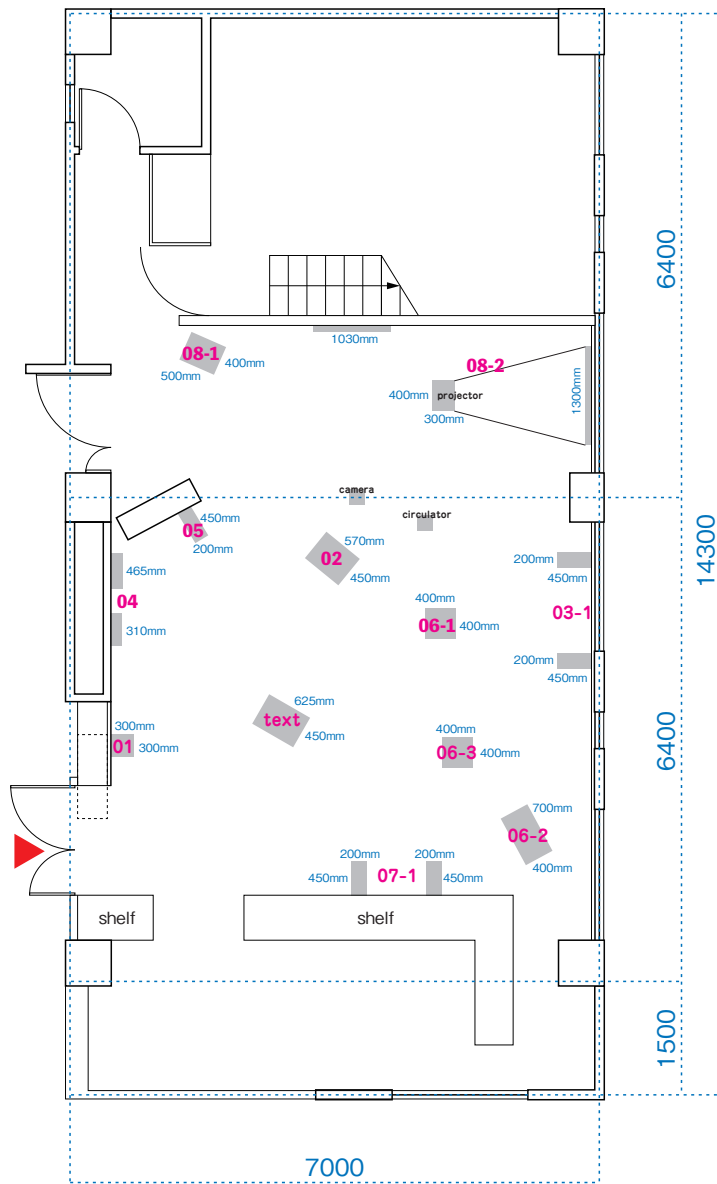 6400
1030mm
08-1
400mm
500mm
08-2
400mm
projector
300mm
1300mm
camera
circulator
450mm
05
200mm
570mm
02
450mm
200mm
450mm
14300
465mm
04
310mm
400mm
06-1
400mm
03-1
200mm
450mm
625mm
text
450mm
300mm
01
300mm
400mm
06-3
400mm
6400
700mm
06-2
400mm
200mm
200mm
450mm
07-1
450mm
shelf
shelf
1500
7000